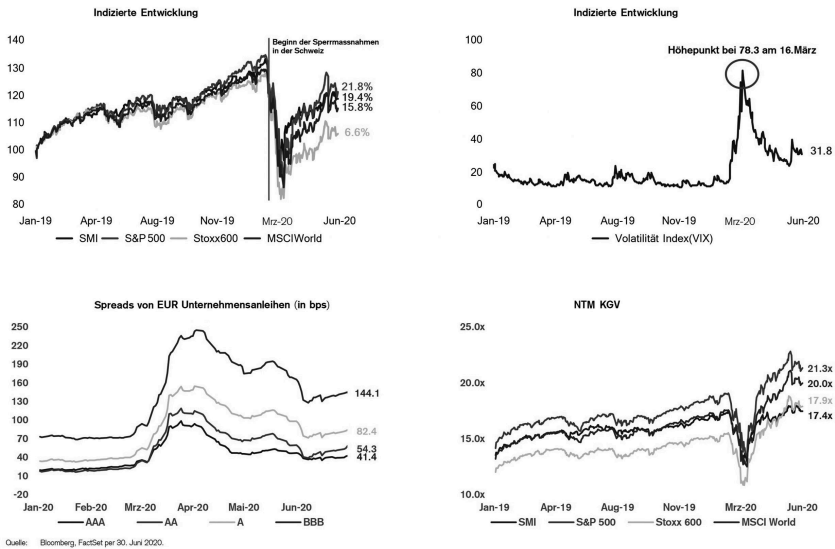 Indizierte Entwicklung
Beginn der Sperrmassnahmen
in der Schweiz
140
130
120
110
100
90
80
21.8%
19.4%
15.8%
6.6%
Jan-19 Apr-19 Aug-19 Nov-19 Mrz-20 Jun-20
SMI S&P 500 Stoxx600 MSCI World
Indizierte Entwicklung
Höhepunkt bei 78.3 am 16.März
100
80
60
40
20
0
31.8
Jan-19 Apr-19 Aug-19 Nov-19 Mrz-20 Jun-20
Volatilität Index(VIX)
Spreads von EUR Unternehmensanleihen (in bps)
250
220
190
160
130
100
70
40
10
-20
144.1
82.4
54.3
41.4
Jan-20 Feb-20 Mrz-20 Apr-20 Mai-20 Jun-20
AAA AA A BBB
NTM KGV
25.0x
20.0x
15.0x
10.0x
21.3x
20.0x
17.9x
17.4x
Jan-19 Apr-19 Aug-19 Nov-19 Mrz-20 Jun-20
SMI S&P 500 Stoxx 600 MSCI World
Quelle: Bloomberg, FactSet per 30. Juni 2020.